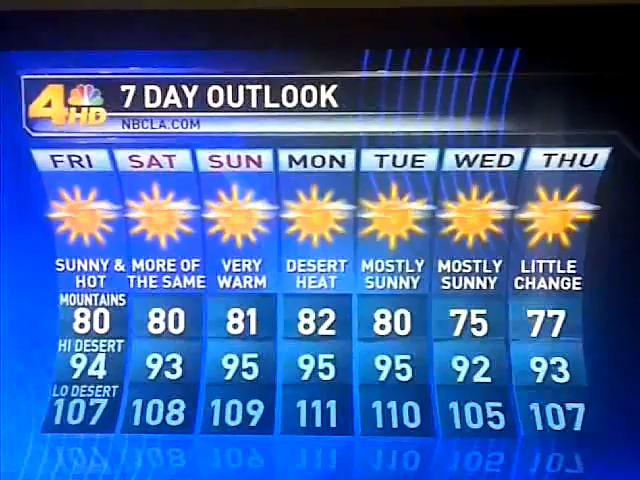 4HD
7 DAY OUTLOOK
NBCLA.COM
FRI SAT SUN MON TUE WED THU
SUNNY & HOT MORE OF THE SAME VERY WARM DESERT HEAT MOSTLY SUNNY MOSTLY SUNNY LITTLE CHANGE
MOUNTAINS
80 80 81 82 80 75 77
HI DESERT
94 93 95 95 95 92 93
LO DESERT
107 108 109 111 110 105 107